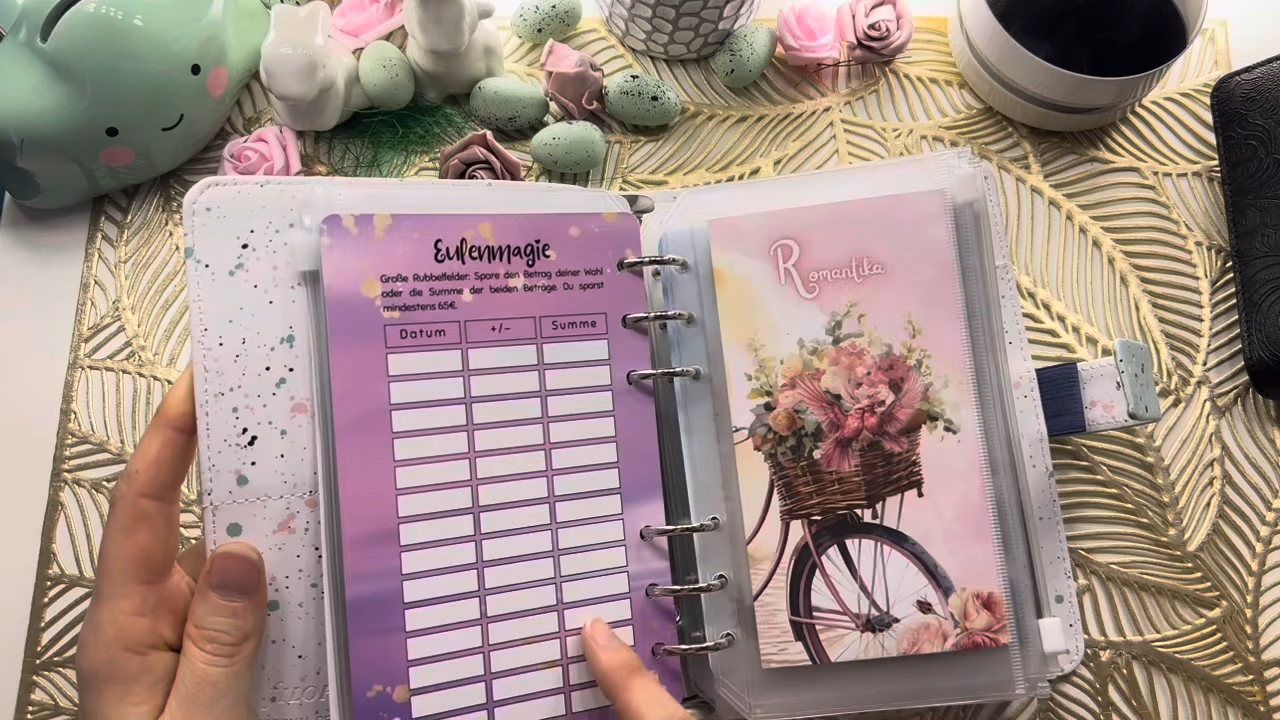 Eulenmagie
Große Rubbelfelder: Spare den Betrag deiner Wahl
oder die Summe der beiden Beträge. Du sparst
mindestens 65€.
Datum +/- Summe
Romantika